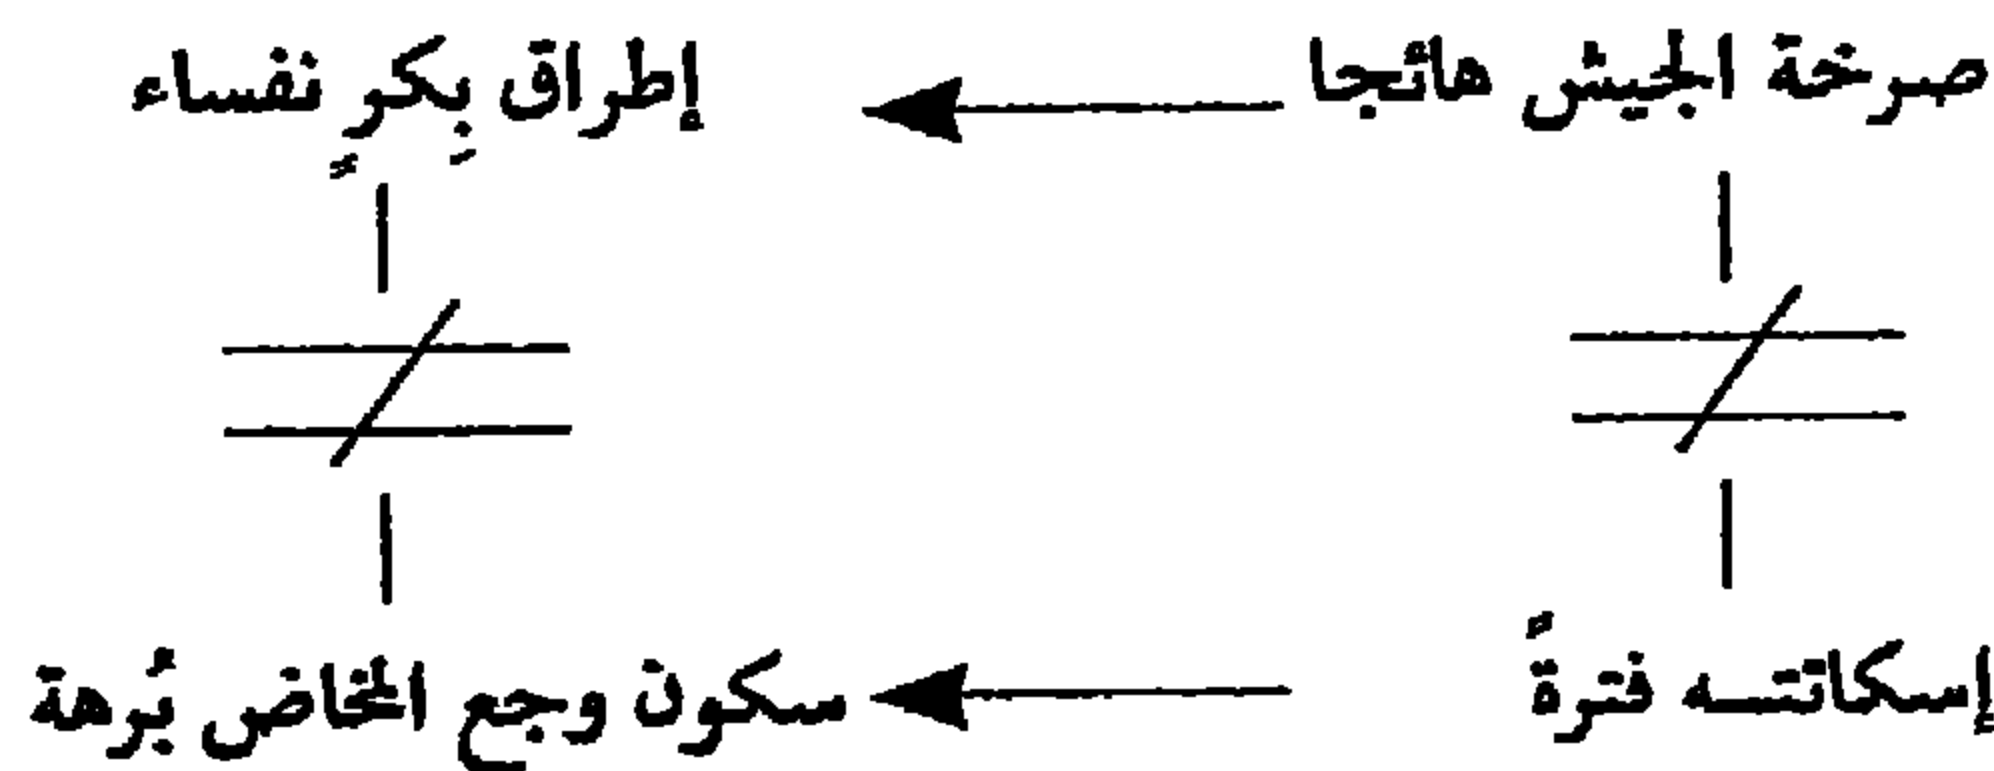 صرخة الجيش هائجا
إطراق بِكرٍ نفساء
إسكاتتـه فترةً
سكون وجع المخاض بُرهة